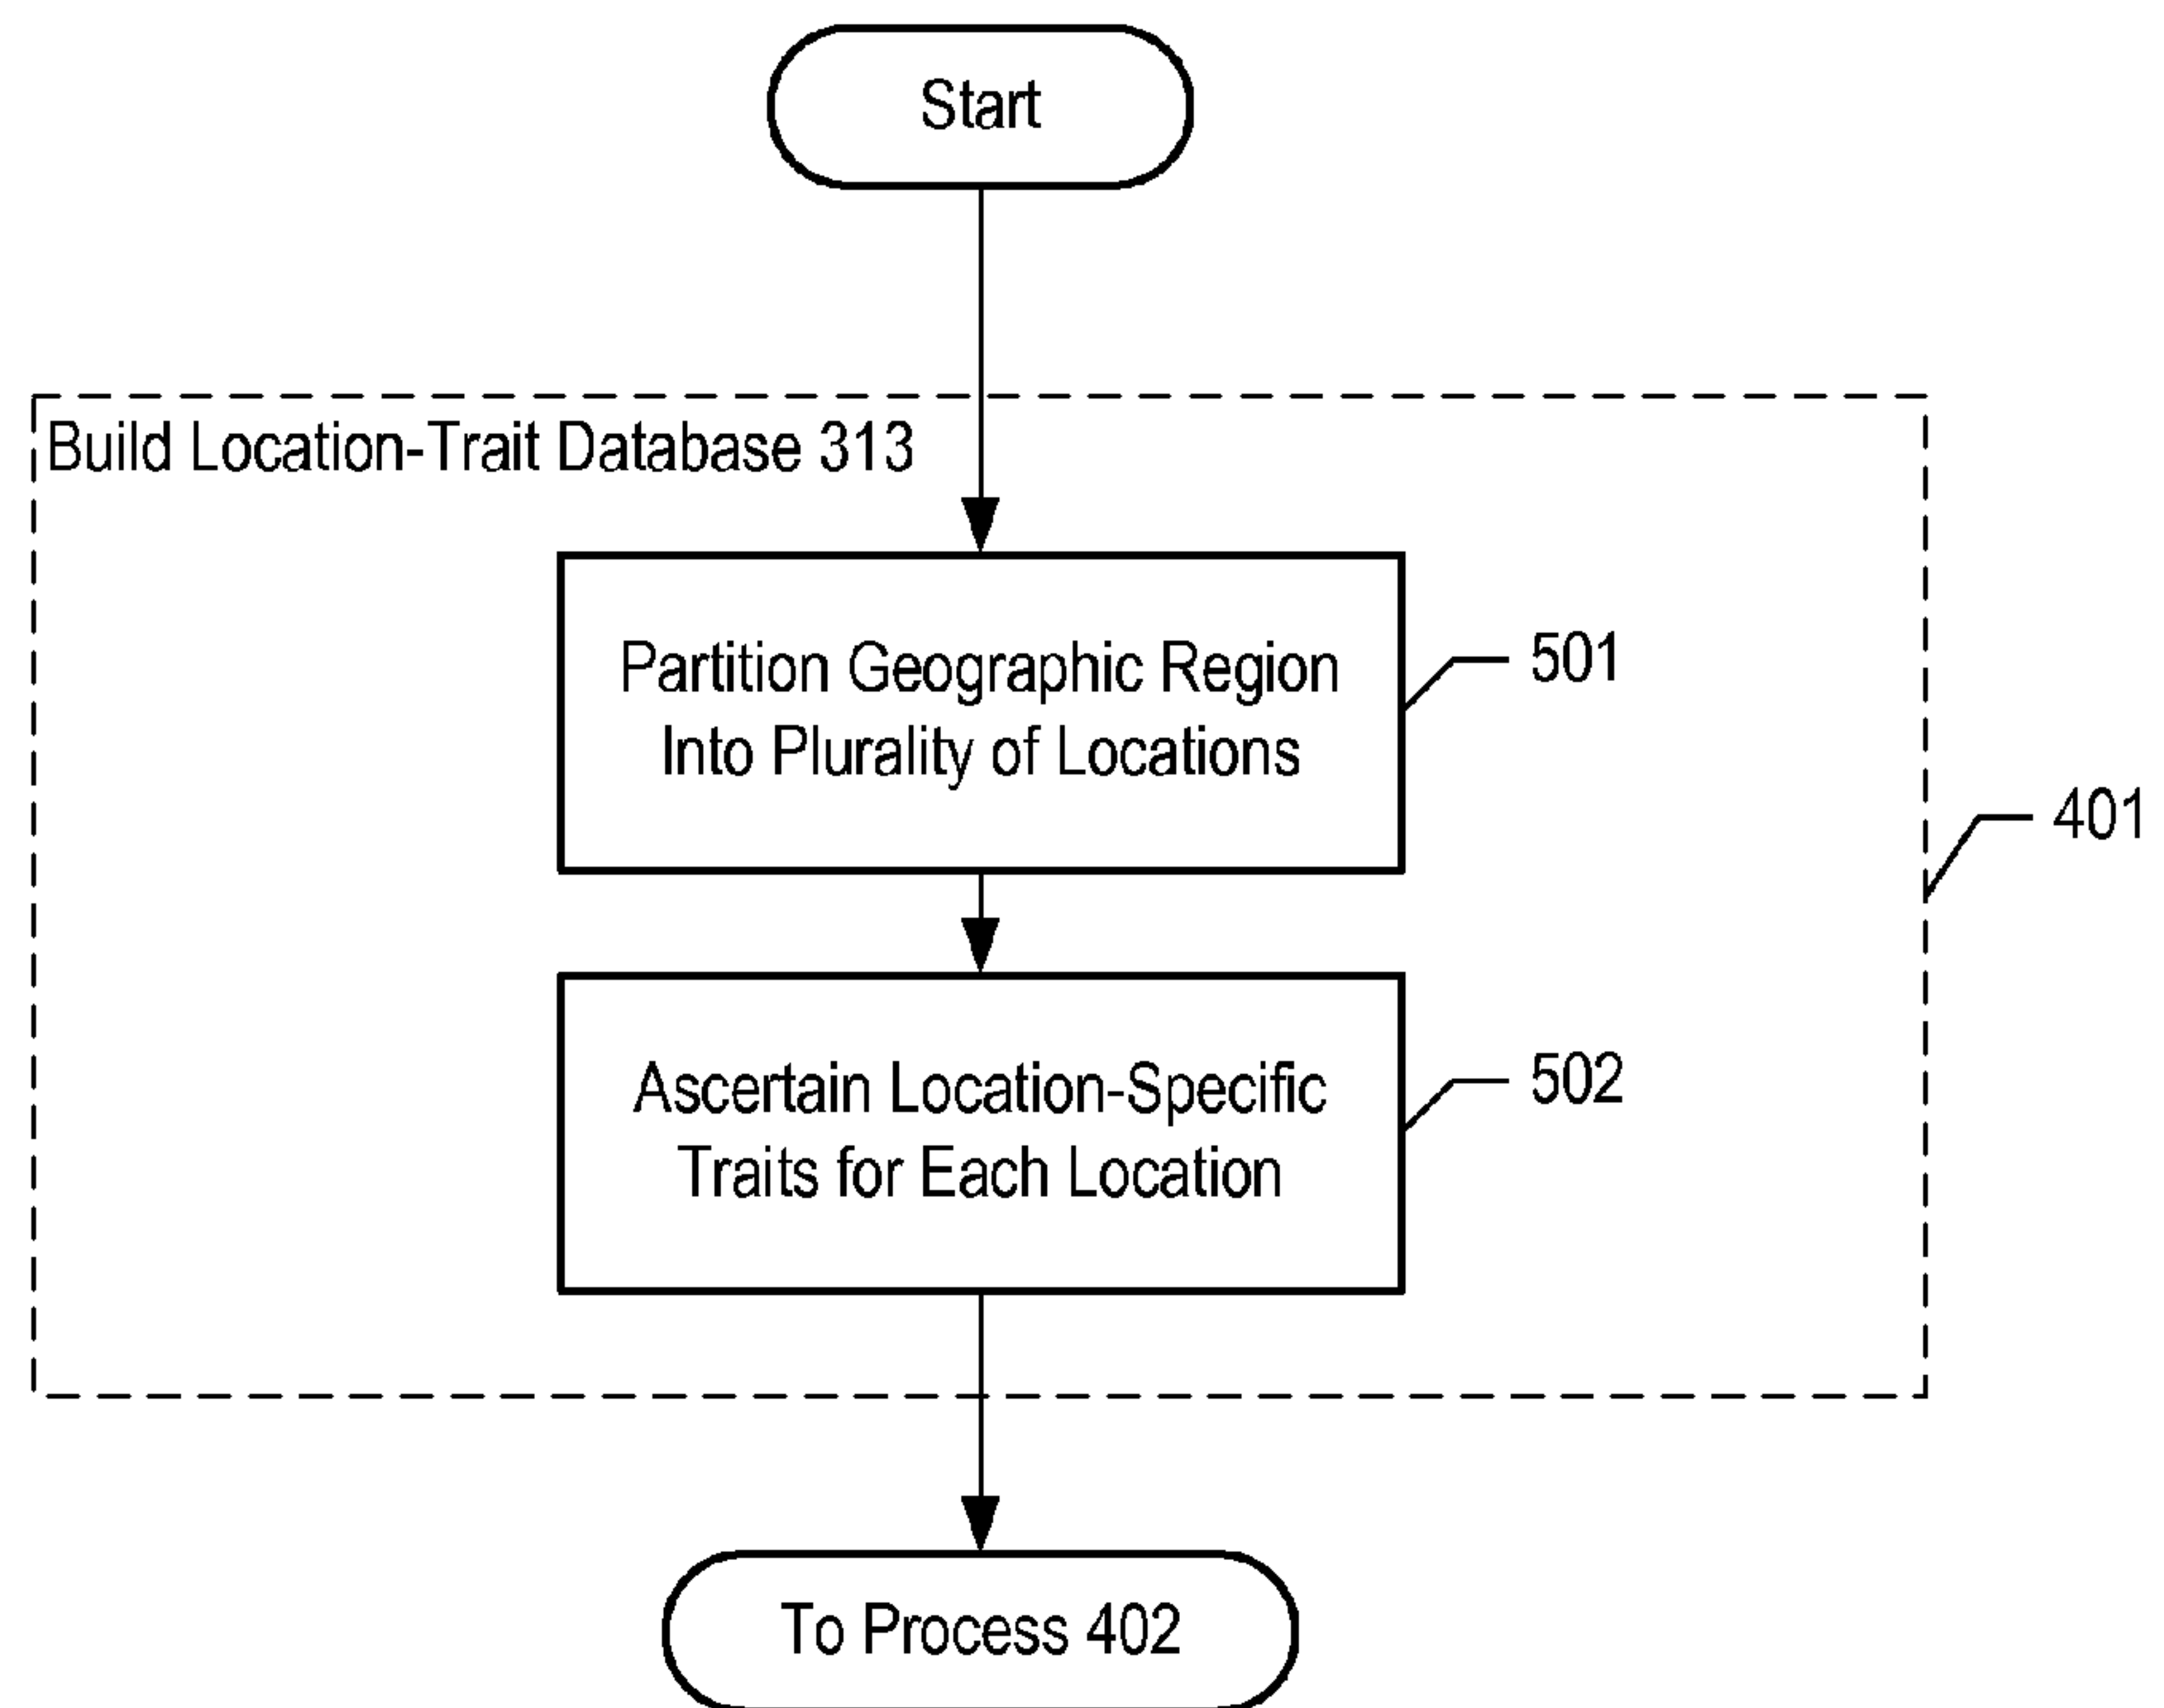 Start
Build Location-Trait Database 313
Partition Geographic Region
Into Plurality of Locations
501
401
Ascertain Location-Specific
Traits for Each Location
502
To Process 402